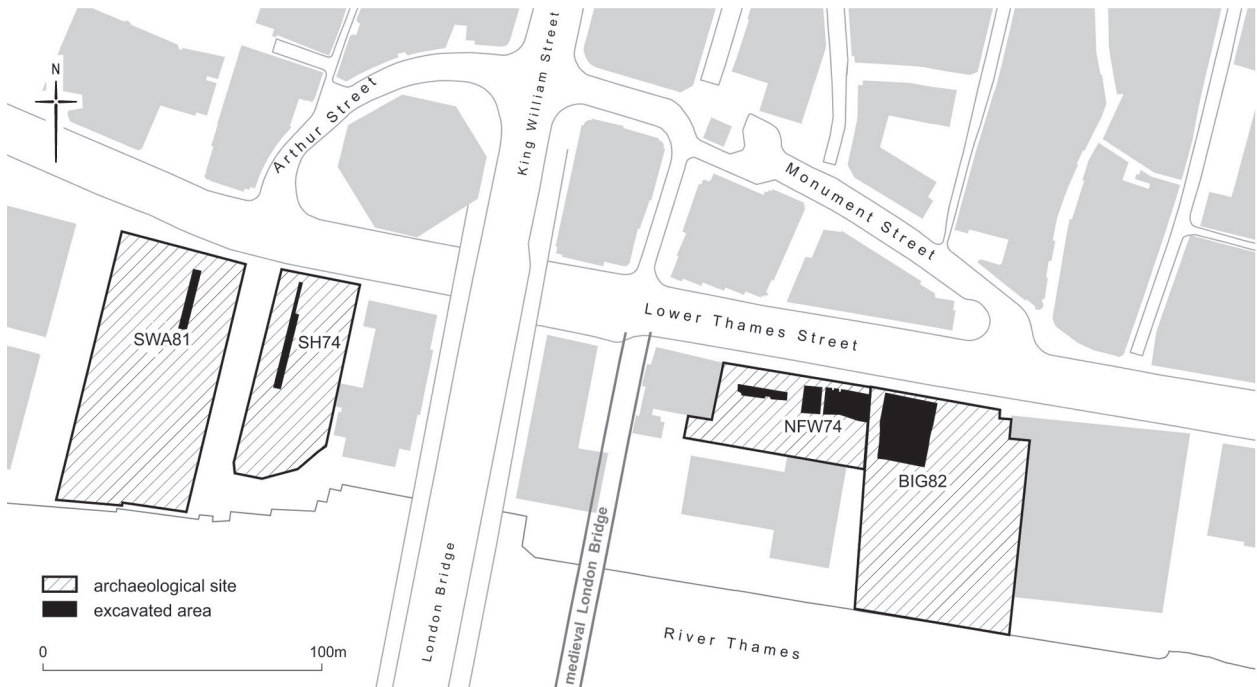 N
Arthur Street
King William Street
Monument Street
Lower Thames Street
SWA81
SH74
NFW74
BIG82
medieval London Bridge
London Bridge
River Thames
archaeological site
excavated area
0
100m